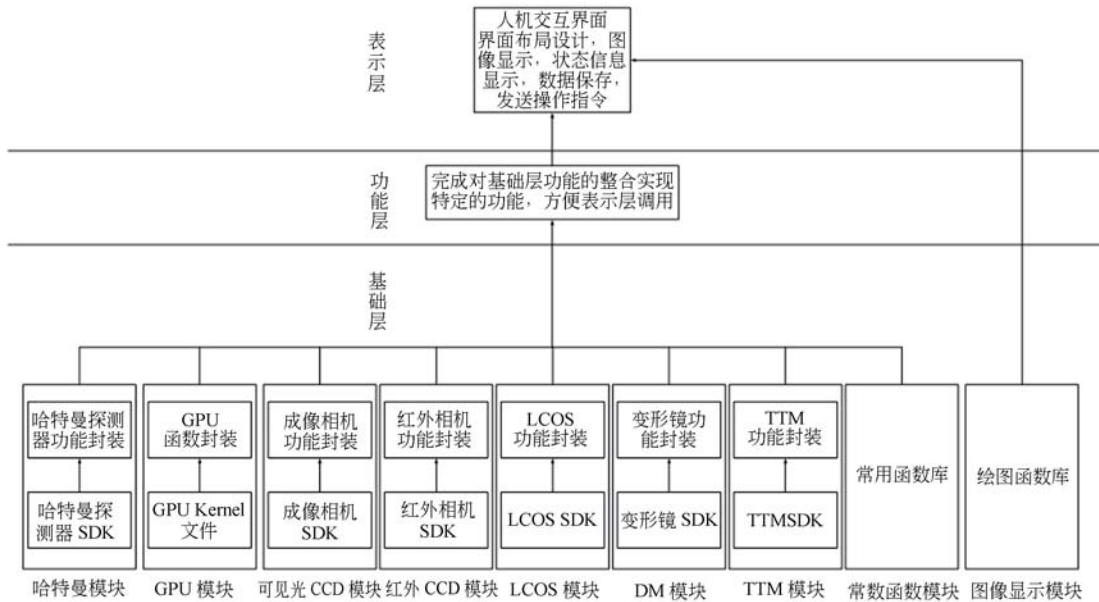 表示层
人机交互界面
界面布局设计，图
像显示，状态信息
显示，数据保存，
发送操作指令
功能层
完成对基础层功能的整合实现
特定的功能，方便表示层调用
基础层
哈特曼探测
器功能封装
GPU
函数封装
成像相机
功能封装
红外相机
功能封装
LCOS
功能封装
变形镜功
能封装
TTM
功能封装
常用函数库
绘图函数库
哈特曼探
测器 SDK
GPU Kernel
文件
成像相机
SDK
红外相机
SDK
LCOS SDK
变形镜 SDK
TTMSDK
哈特曼模块
GPU 模块
可见光 CCD 模块
红外 CCD 模块
LCOS 模块
DM 模块
TTM 模块
常数函数模块
图像显示模块